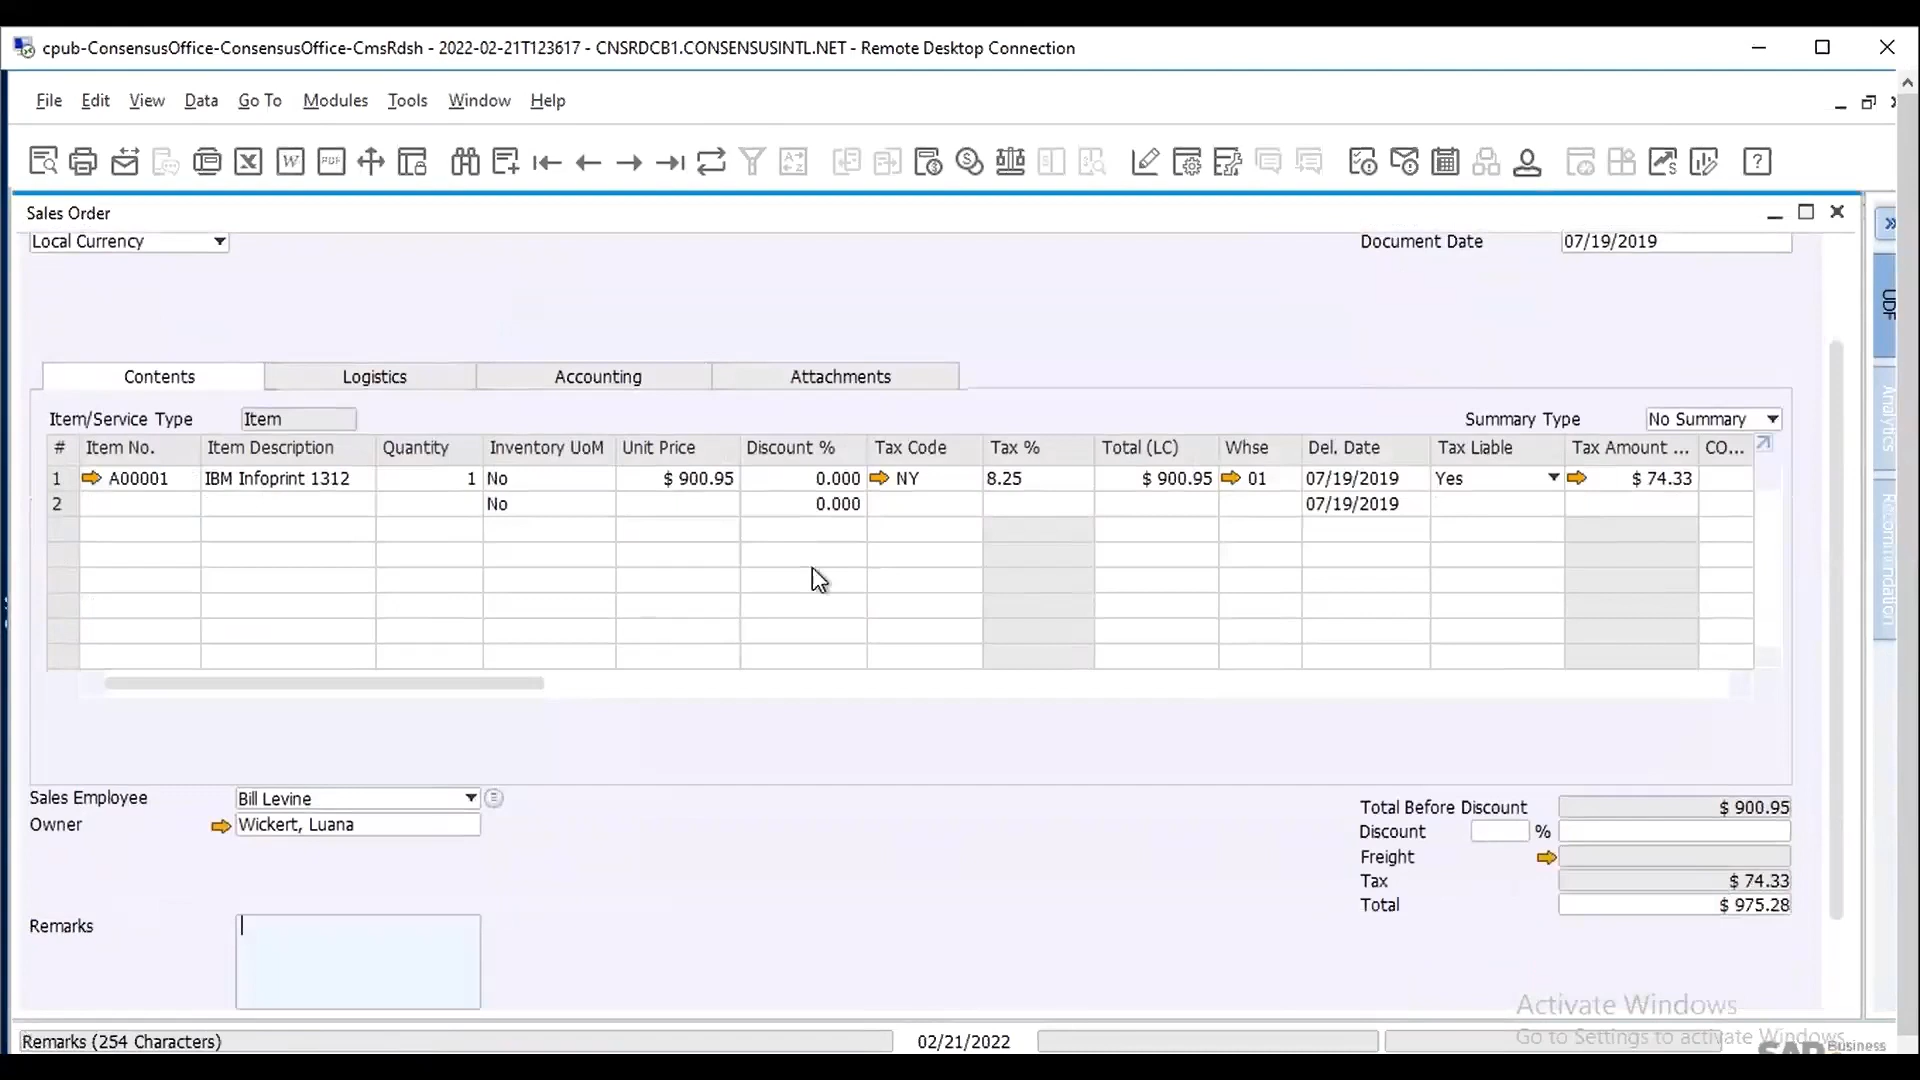 cpub-ConsensusOffice-ConsensusOffice-CmsRdsh - 2022-02-21T123617 - CNSRDCB1.CONSENSUSINTL.NET - Remote Desktop Connection
File Edit View Data Go To Modules Tools Window Help
Sales Order
Local Currency Document Date 07/19/2019
UDF
Contents Logistics Accounting Attachments
Analytics
Item/Service Type Item Summary Type No Summary
# Item No. Item Description Quantity Inventory UoM Unit Price Discount % Tax Code Tax % Total (LC) Whse Del. Date Tax Liable Tax Amount ... CO...
1 A00001 IBM Infoprint 1312 1 No $ 900.95 0.000 NY 8.25 $ 900.95 01 07/19/2019 Yes $ 74.33
2 No 0.000 07/19/2019
Recommendation
Sales Employee Bill Levine Total Before Discount $ 900.95
Owner Wickert, Luana Discount %
Freight
Tax $ 74.33
Total $ 975.28
Remarks
Activate Windows
Go to Settings to activate Windows.
Remarks (254 Characters) 02/21/2022
SAP Business